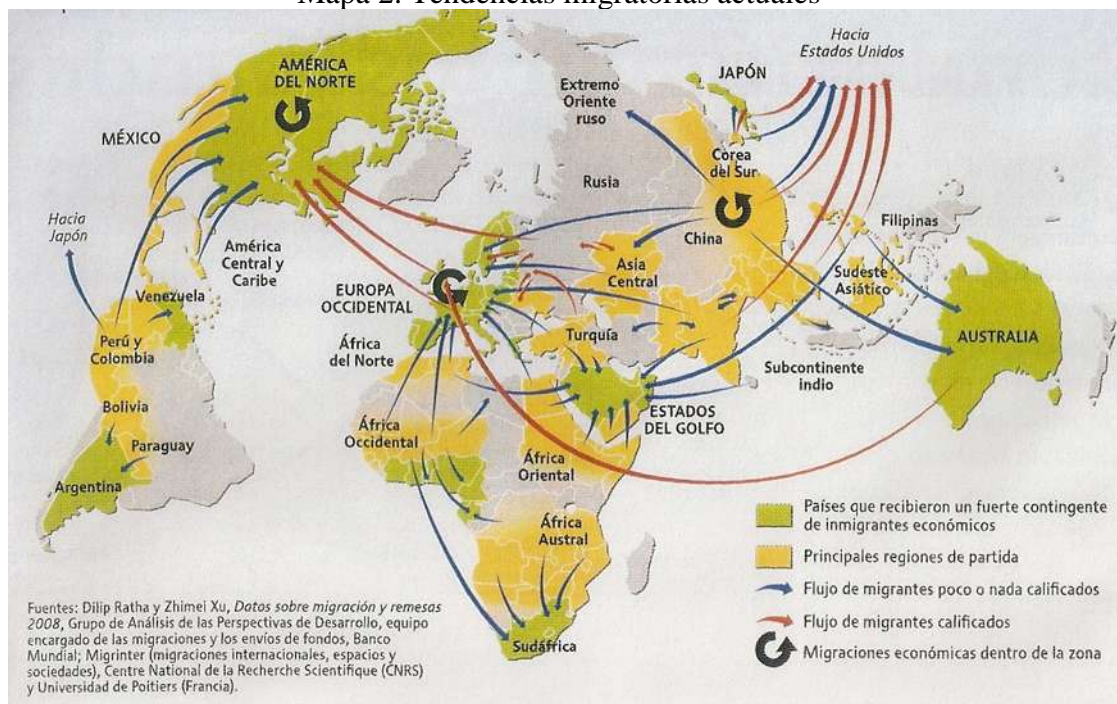 Mapa 2. Tendencias migratorias actuales
Hacia
Estados Unidos
AMÉRICA
DEL NORTE
JAPÓN
Extremo
Oriente
ruso
MÉXICO
Corea
del Sur
Rusia
Hacia
Japón
Filipinas
China
América
Central y
Caribe
Asia
Central
Sudeste
Asiático
Venezuela
EUROPA
OCCIDENTAL
Turquía
AUSTRALIA
Perú y
Colombia
África
del Norte
Subcontinente
indio
Bolivia
ESTADOS
DEL GOLFO
África
Occidental
Paraguay
África
Oriental
Argentina
África
Austral
Sudáfrica
Países que recibieron un fuerte contingente
de inmigrantes económicos
Principales regiones de partida
Flujo de migrantes poco o nada calificados
Flujo de migrantes calificados
Migraciones económicas dentro de la zona
Fuentes: Dilip Ratha y Zhimei Xu, Datos sobre migración y remesas
2008, Grupo de Análisis de las Perspectivas de Desarrollo, equipo
encargado de las migraciones y los envíos de fondos, Banco
Mundial; Migrinter (migraciones internacionales, espacios y
sociedades), Centre National de la Recherche Scientifique (CNRS)
y Universidad de Poitiers (Francia).